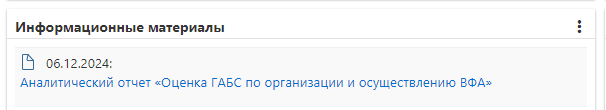 Информационные материалы
06.12.2024:
Аналитический отчет «Оценка ГАБС по организации и осуществлению ВФА»